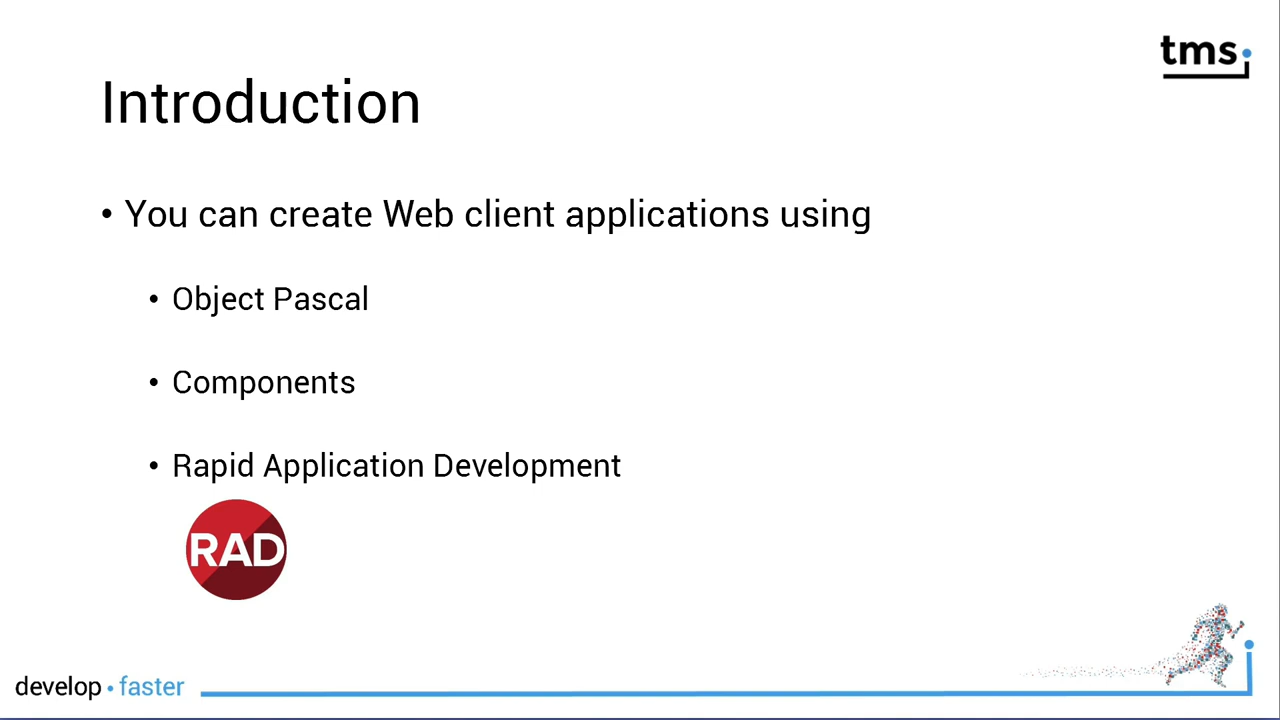 tms
Introduction
• You can create Web client applications using
• Object Pascal
• Components
• Rapid Application Development
RAD
develop • faster